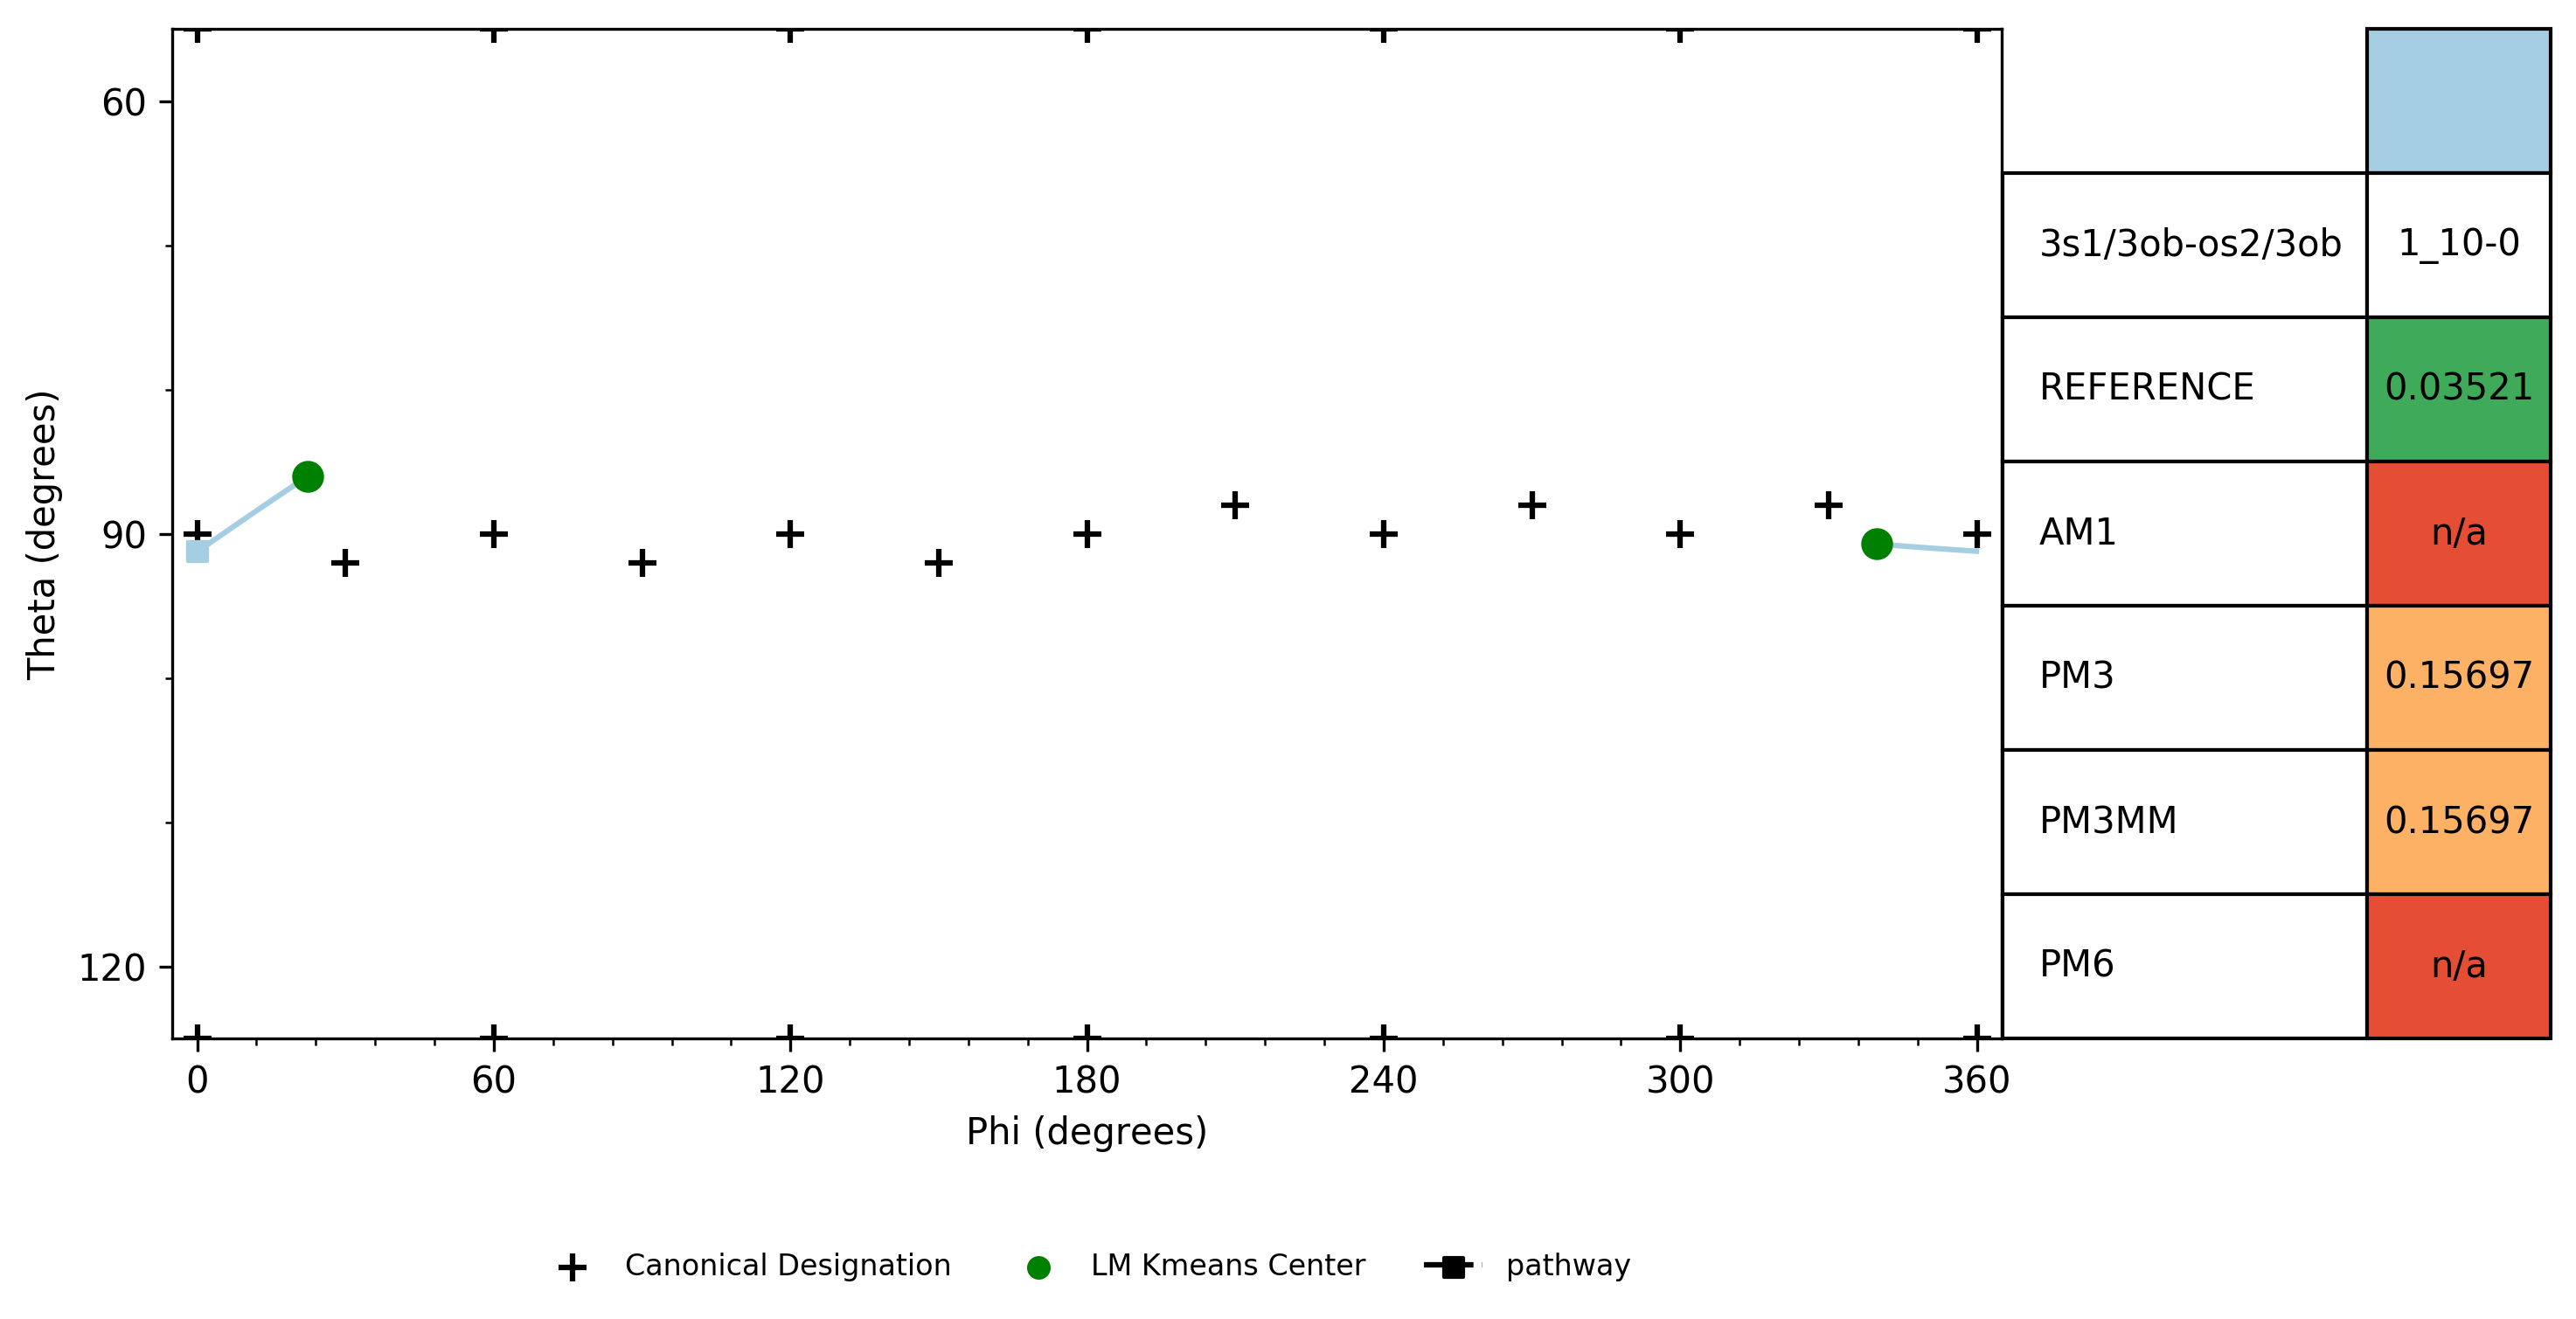 60
90
120
Theta (degrees)
0 60 120 180 240 300 360
Phi (degrees)
3s1/3ob-os2/3ob 1_10-0
REFERENCE 0.03521
AM1 n/a
PM3 0.15697
PM3MM 0.15697
PM6 n/a
Canonical Designation LM Kmeans Center pathway